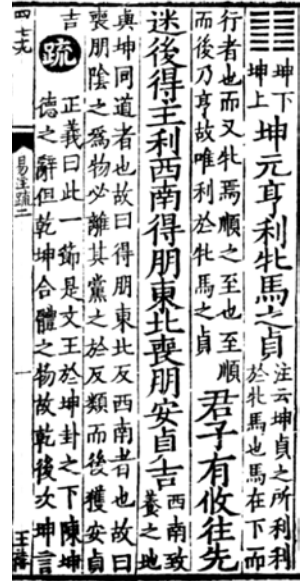 ䷁坤下
坤上
坤元亨利牝馬之貞
注云坤貞之所利利
於牝馬也馬在下而
行者也而又牝焉順之至也至順
而後乃亨故唯利於牝馬之貞
君子有攸往先
迷後得主利西南得朋東北喪朋安貞吉
西南致
養之地
與坤同道者也故曰得朋東北反西南者也故曰
喪朋陰之爲物必離其黨之於反類而後獲安貞
吉
疏
正義曰此一節是文王於坤卦之下陳坤
德之辭但乾坤合體之物故乾後次坤言
四七九
易注疏二
一